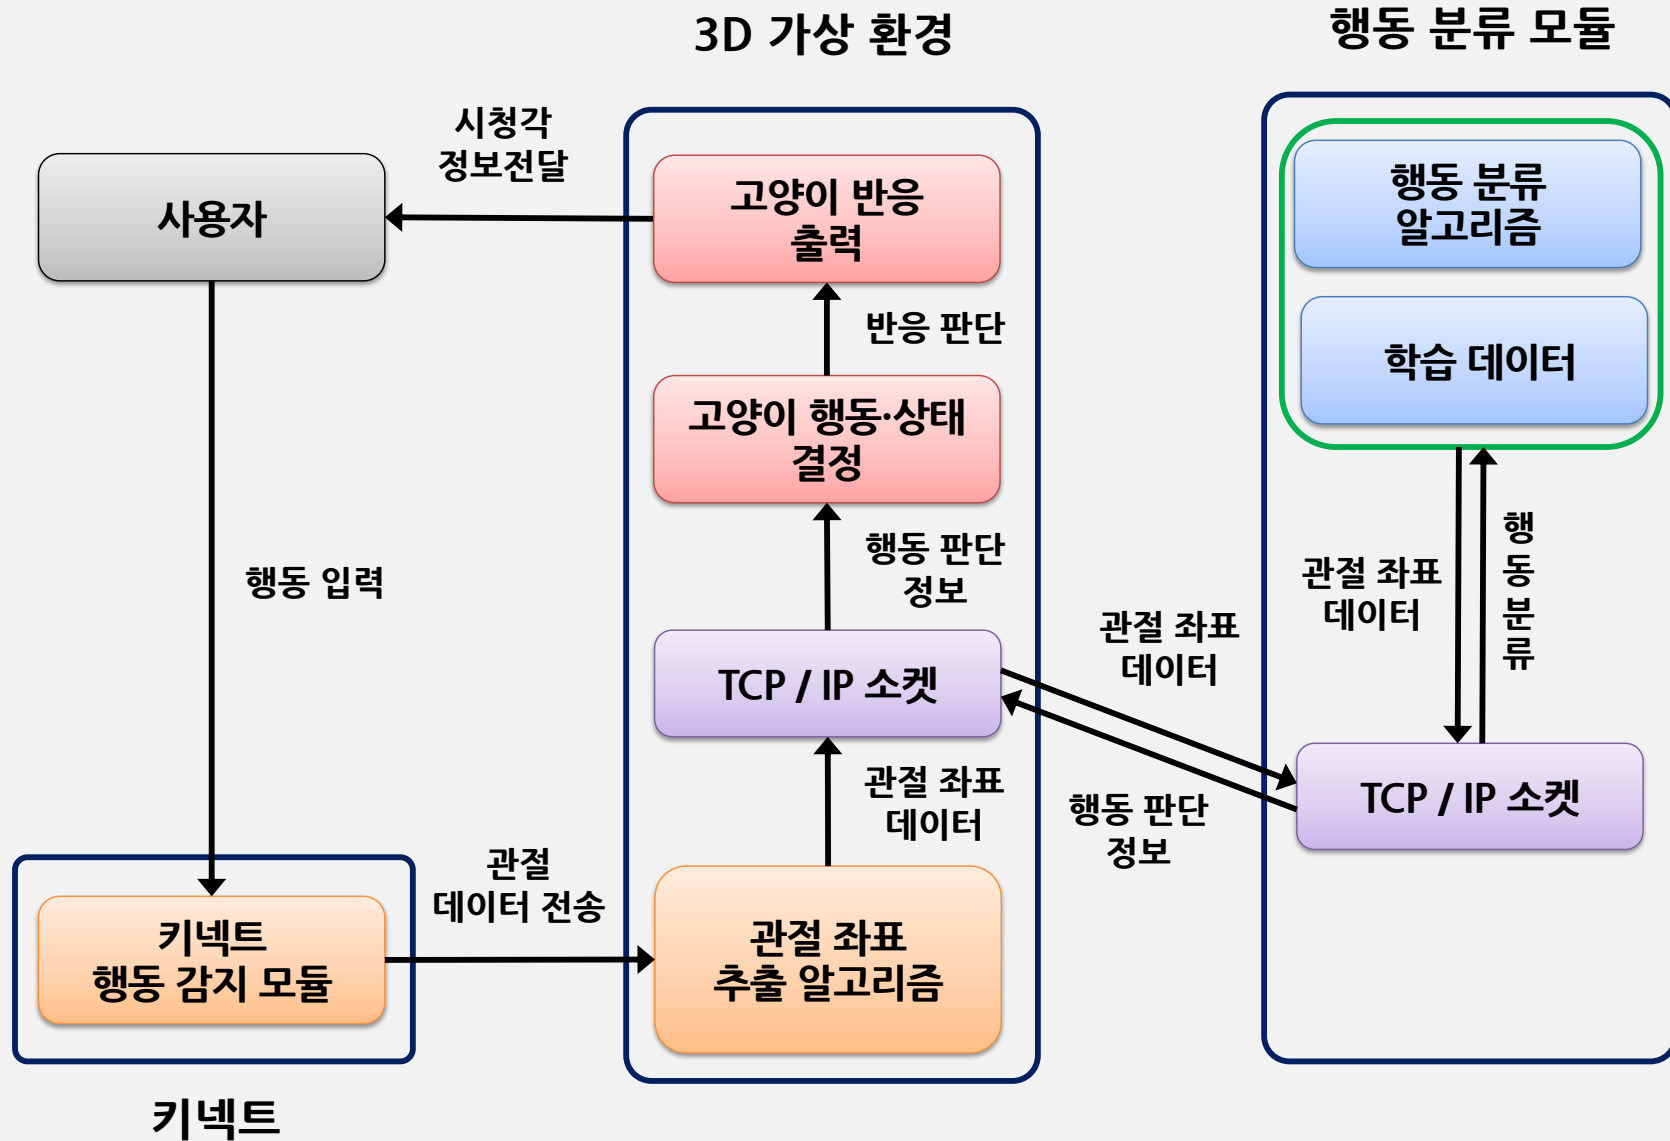 3D 가상 환경
행동 분류 모듈
시청각
정보전달
사용자
고양이 반응
출력
행동 분류
알고리즘
반응 판단
학습 데이터
고양이 행동·상태
결정
행동 입력
행동 판단
정보
관절 좌표
데이터
행
동
분
류
TCP / IP 소켓
관절 좌표
데이터
관절 좌표
데이터
행동 판단
정보
TCP / IP 소켓
관절
데이터 전송
키넥트
행동 감지 모듈
관절 좌표
추출 알고리즘
키넥트